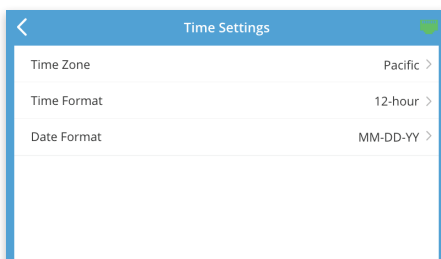 Time Settings
Time Zone Pacific
Time Format 12-hour
Date Format MM-DD-YY